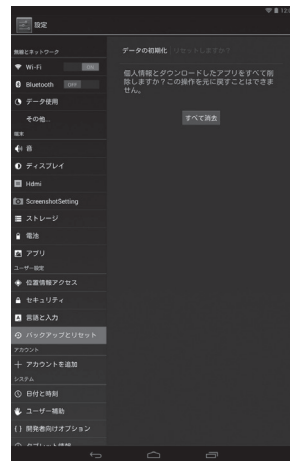 12:
設定
無線とネットワーク
Wi-Fi
ON
Bluetooth
OFF
データ使用
その他...
端末
音
ディスプレイ
Hdmi
ScreenshotSetting
ストレージ
電池
アプリ
ユーザー設定
位置情報アクセス
セキュリティ
言語と入力
バックアップとリセット
アカウント
アカウントを追加
システム
日付と時刻
ユーザー補助
開発者向けオプション
タブレット情報
データの初期化 リセットしますか?
個人情報とダウンロードしたアプリをすべて削
除しますか?この操作を元に戻すことはできま
せん。
すべて消去